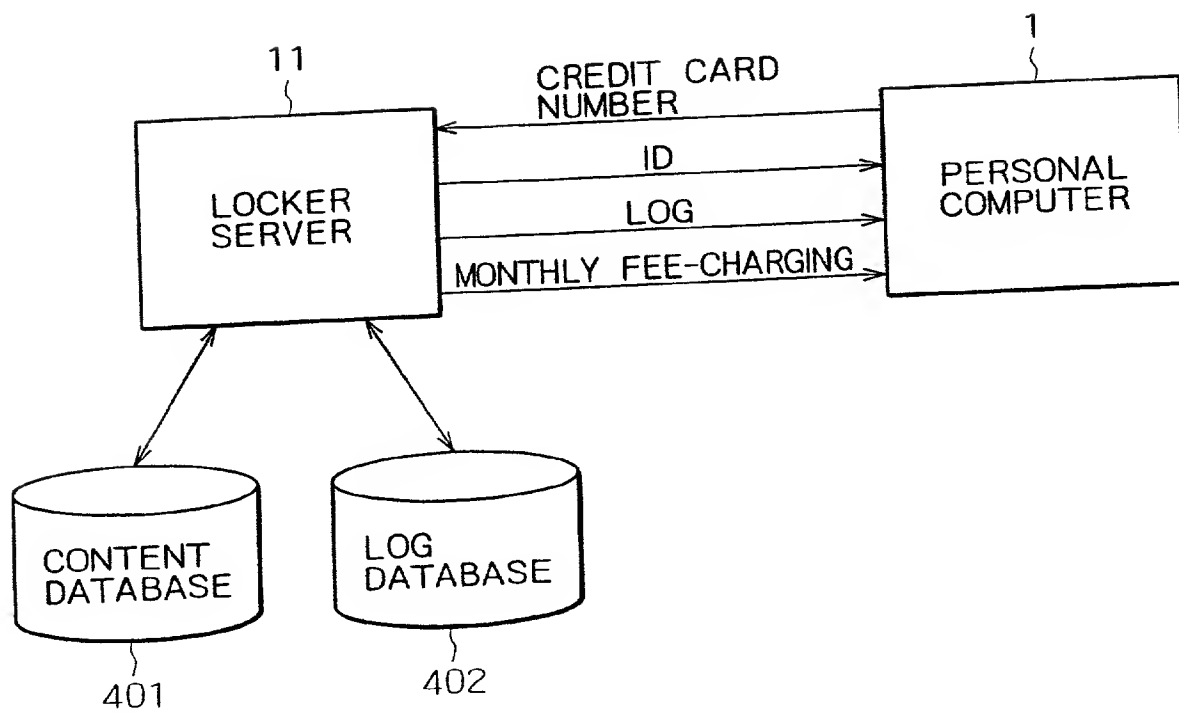 1
11
CREDIT CARD
NUMBER
ID
LOG
MONTHLY FEE-CHARGING
LOCKER
SERVER
PERSONAL
COMPUTER
CONTENT
DATABASE
LOG
DATABASE
401
402